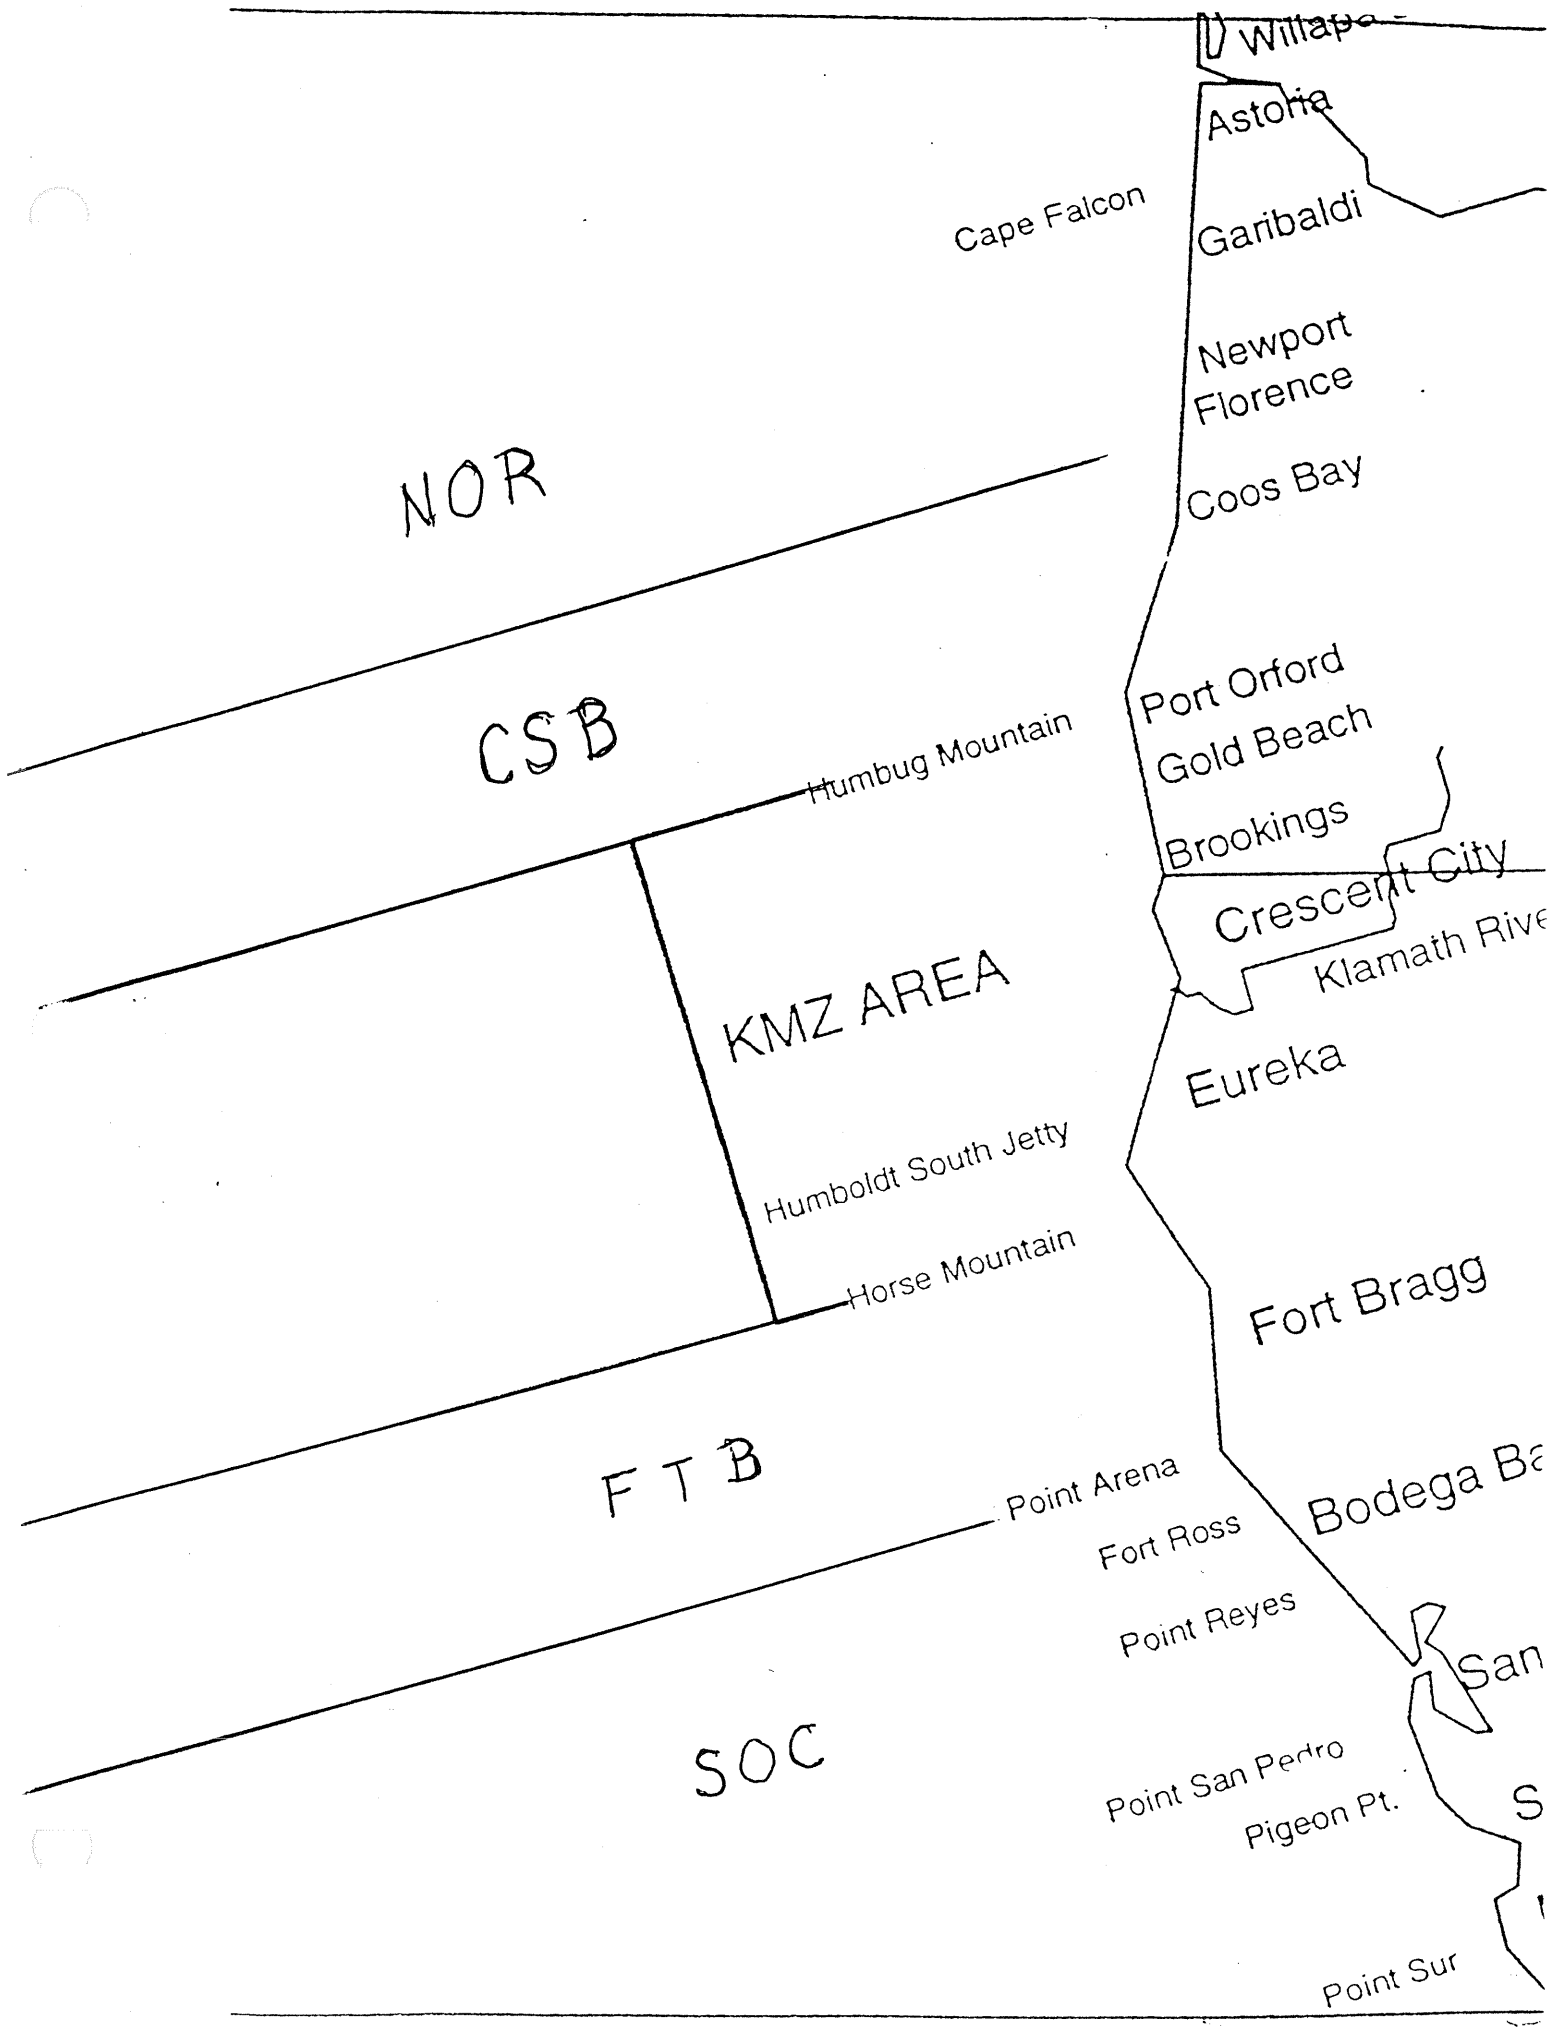 Willapa
Astoria
Cape Falcon
Garibaldi
Newport
Florence
NOR
Coos Bay
CSB
Port Orford
Humbug Mountain
Gold Beach
Brookings
Crescent City
Klamath Rive
KMZ AREA
Eureka
Humboldt South Jetty
Horse Mountain
Fort Bragg
FTB
Point Arena
Bodega Ba
Fort Ross
Point Reyes
San
SOC
Point San Pedro
Pigeon Pt.
S
Point Sur